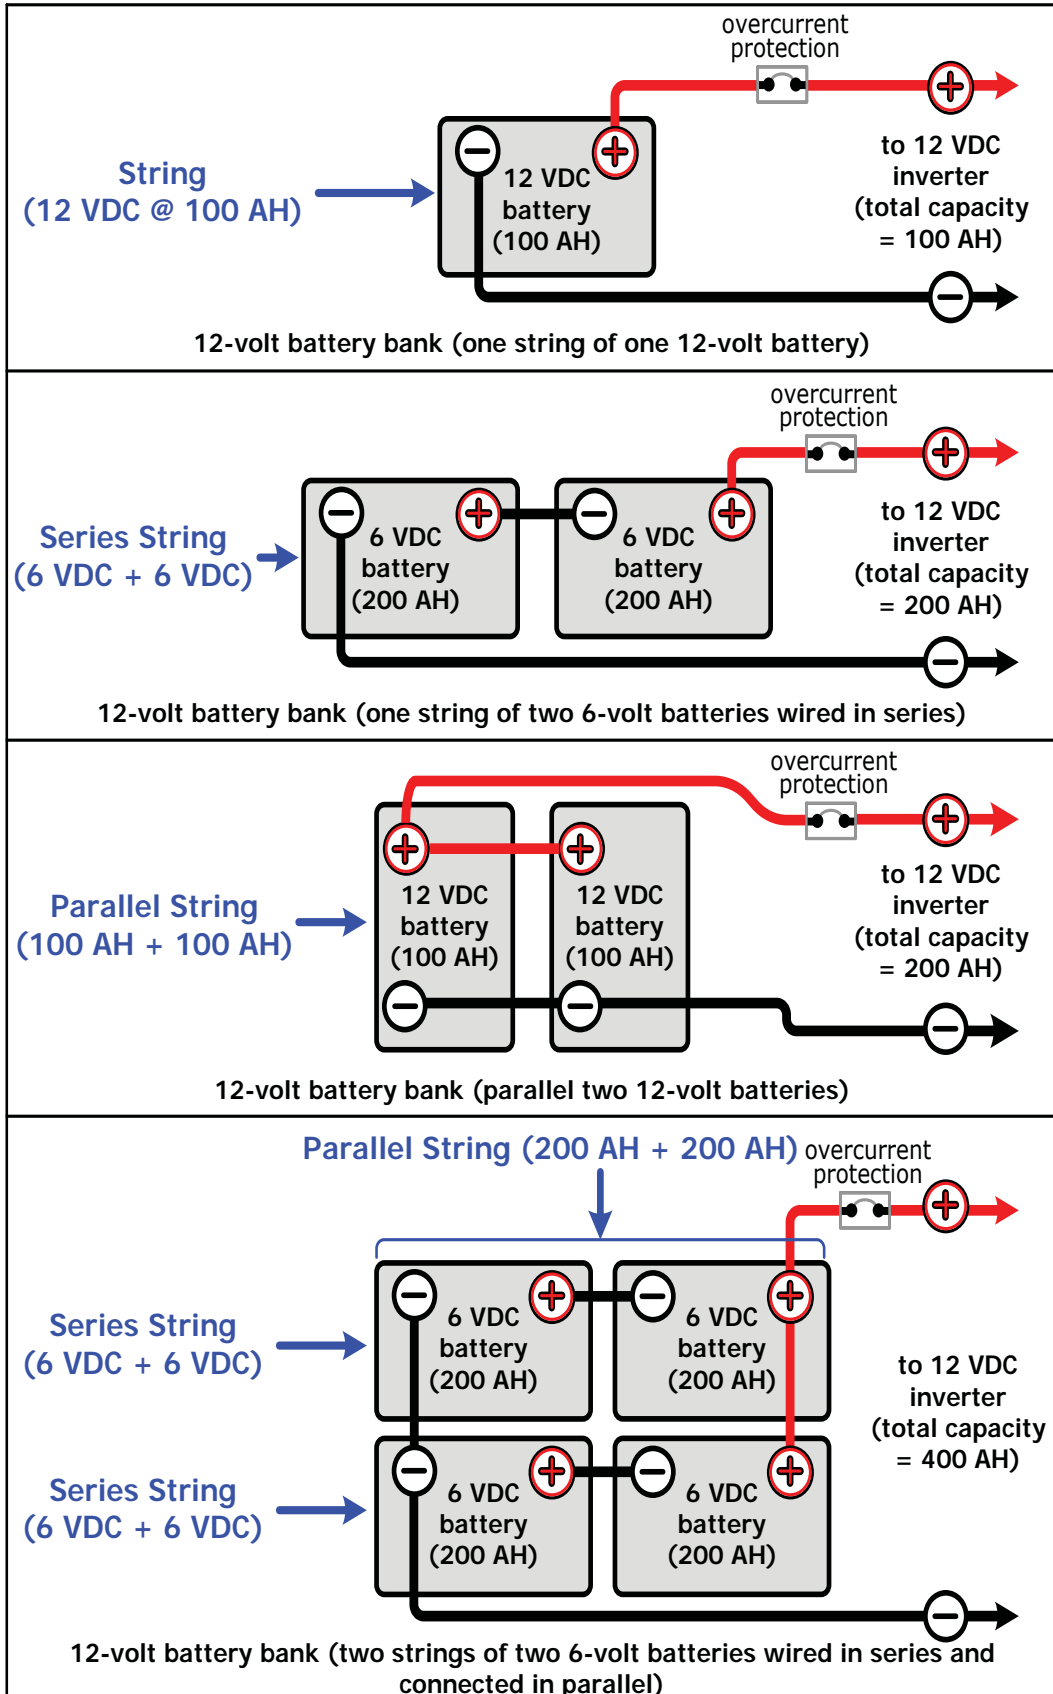 overcurrent
protection
String
(12 VDC @ 100 AH)
12 VDC
battery
(100 AH)
to 12 VDC
inverter
(total capacity
= 100 AH)
12-volt battery bank (one string of one 12-volt battery)
overcurrent
protection
Series String
(6 VDC + 6 VDC)
6 VDC
battery
(200 AH)
6 VDC
battery
(200 AH)
to 12 VDC
inverter
(total capacity
= 200 AH)
12-volt battery bank (one string of two 6-volt batteries wired in series)
overcurrent
protection
Parallel String
(100 AH + 100 AH)
12 VDC
battery
(100 AH)
12 VDC
battery
(100 AH)
to 12 VDC
inverter
(total capacity
= 200 AH)
12-volt battery bank (parallel two 12-volt batteries)
Parallel String (200 AH + 200 AH)
overcurrent
protection
Series String
(6 VDC + 6 VDC)
6 VDC
battery
(200 AH)
6 VDC
battery
(200 AH)
to 12 VDC
inverter
(total capacity
= 400 AH)
Series String
(6 VDC + 6 VDC)
6 VDC
battery
(200 AH)
6 VDC
battery
(200 AH)
12-volt battery bank (two strings of two 6-volt batteries wired in series and
connected in parallel)